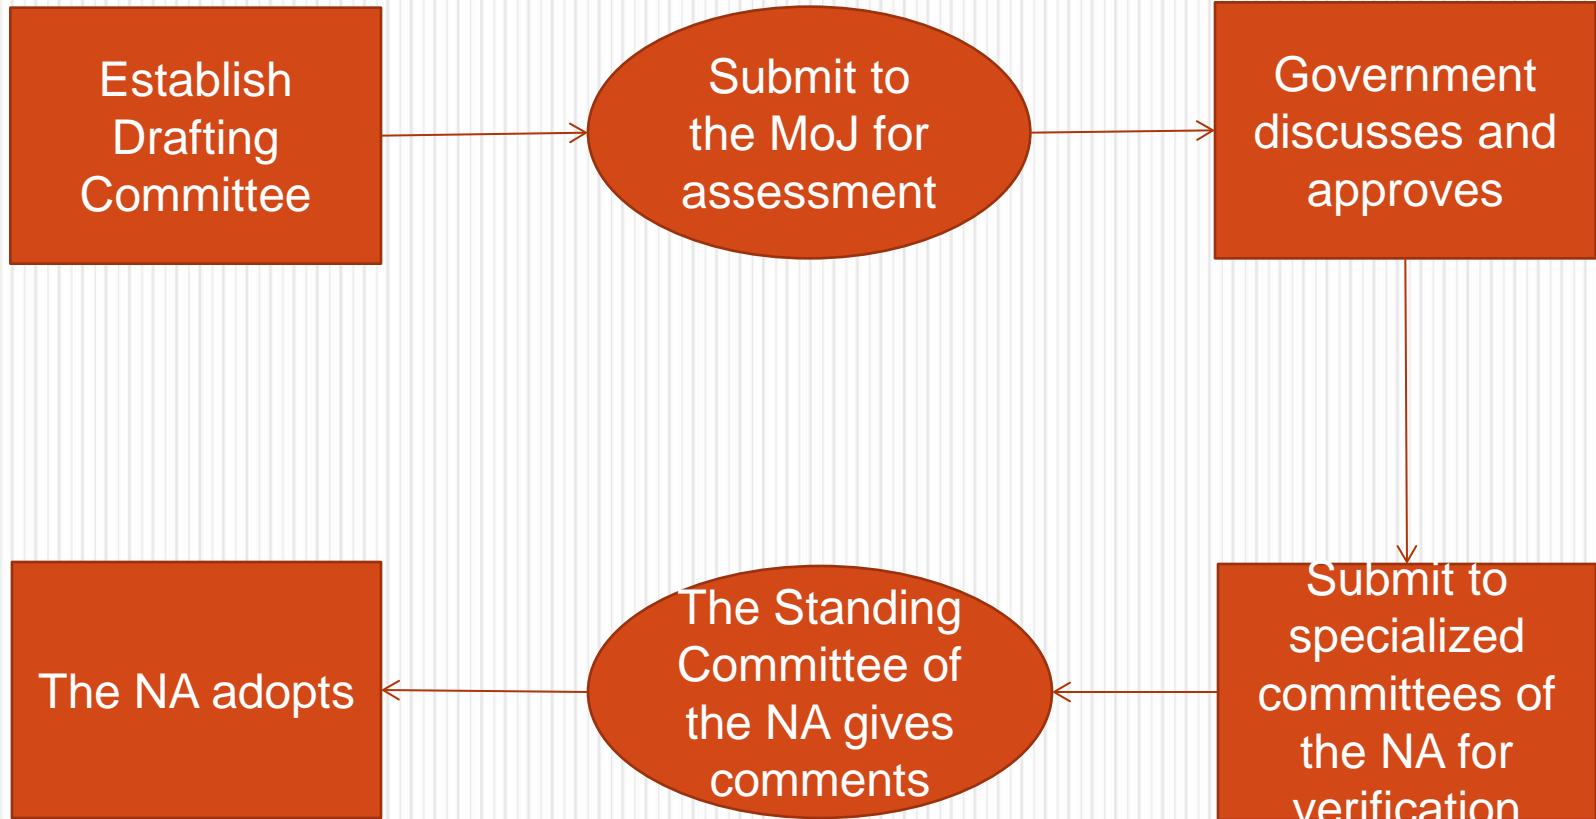 Establish
Drafting
Committee
Submit to
the MoJ for
assessment
Government
discusses and
approves
Submit to
specialized
committees of
the NA for
verification
The Standing
Committee of
the NA gives
comments
The NA adopts